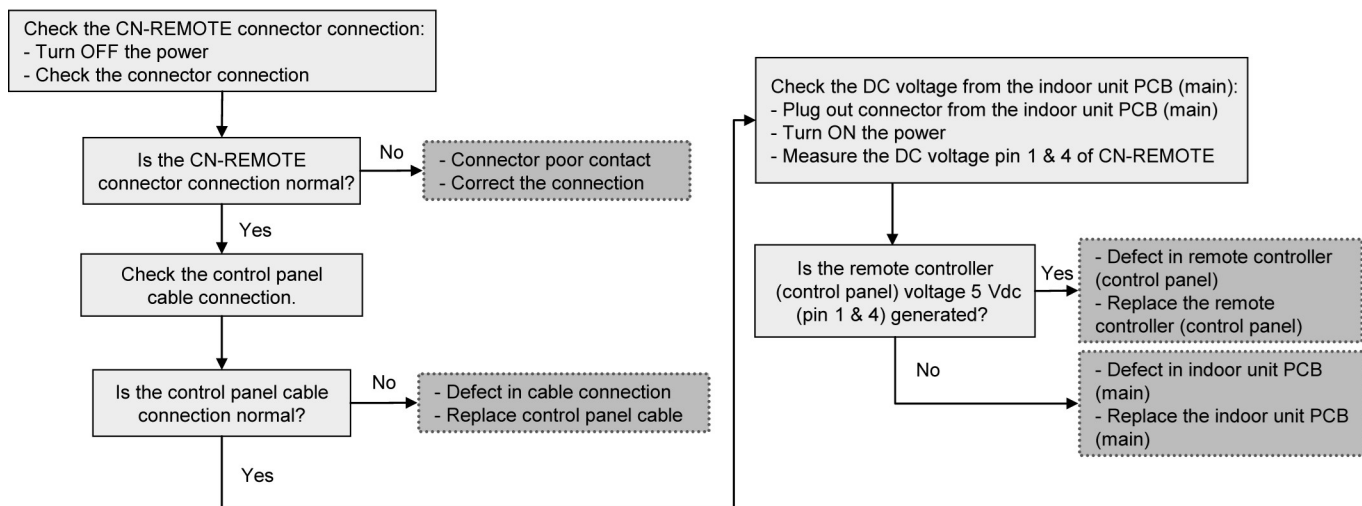 Check the CN-REMOTE connector connection:
- Turn OFF the power
- Check the connector connection
Is the CN-REMOTE
connector connection normal?
No
- Connector poor contact
- Correct the connection
Yes
Check the control panel
cable connection.
Is the control panel cable
connection normal?
No
- Defect in cable connection
- Replace control panel cable
Yes
Check the DC voltage from the indoor unit PCB (main):
- Plug out connector from the indoor unit PCB (main)
- Turn ON the power
- Measure the DC voltage pin 1 & 4 of CN-REMOTE
Is the remote controller
(control panel) voltage 5 Vdc
(pin 1 & 4) generated?
Yes
- Defect in remote controller
(control panel)
- Replace the remote
controller (control panel)
No
- Defect in indoor unit PCB
(main)
- Replace the indoor unit PCB
(main)